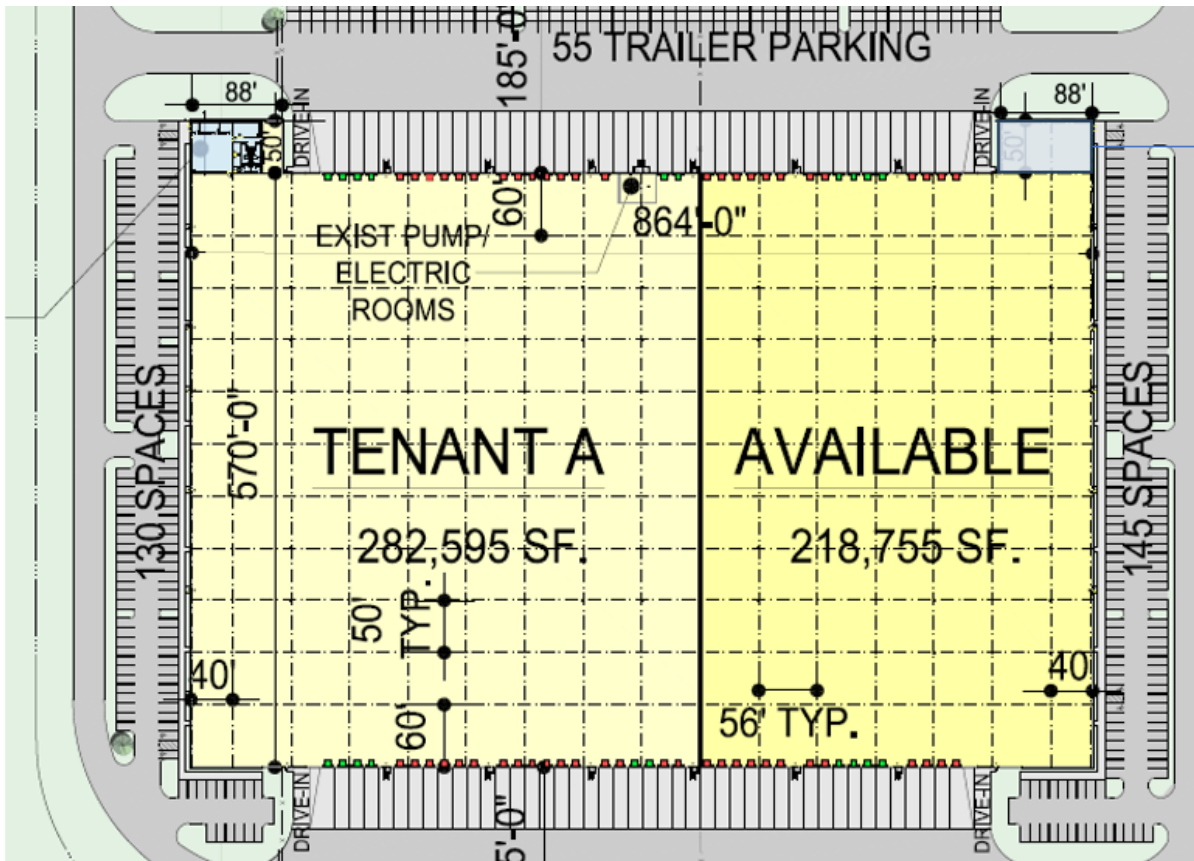 185'-0"
55 TRAILER PARKING
88'
88'
DRIVE-IN
DRIVE-IN
50'
50'
60'
864'-0"
EXIST PUMP/
ELECTRIC
ROOMS
130 SPACES
570'-0"
TENANT A
AVAILABLE
145 SPACES
282,595 SF.
218,755 SF.
50'
TYP.
40'
40'
60'
56' TYP.
DRIVE-IN
DRIVE-IN
5'-0"